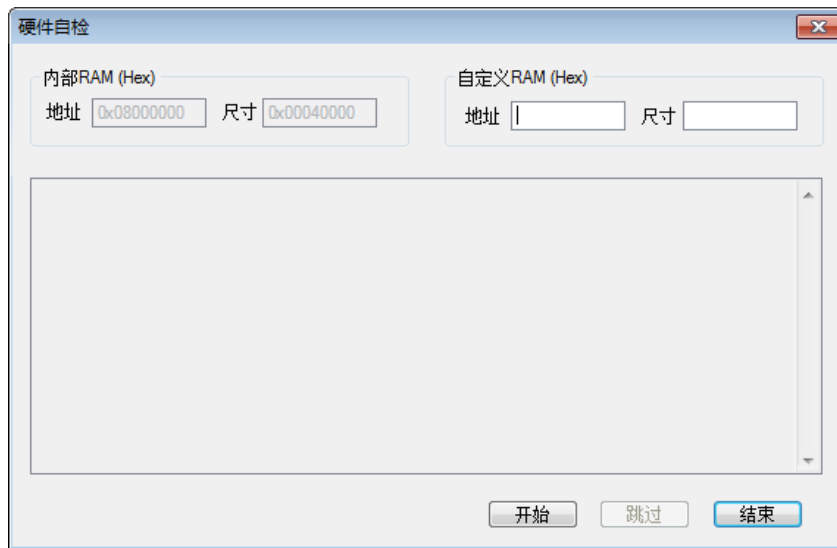 硬件自检
内部RAM (Hex)
地址 0x08000000 尺寸 0x00040000
自定义RAM (Hex)
地址 尺寸
开始 跳过 结束